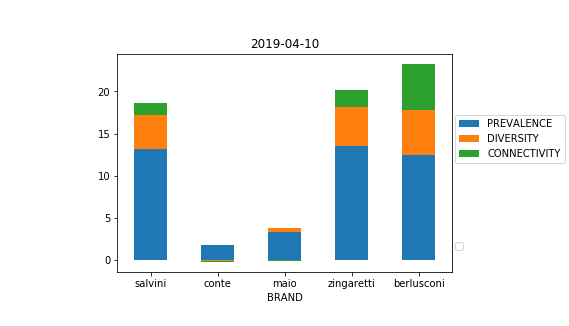 2019-04-10
20
15
10
5
0
salvini conte maio zingaretti berlusconi
BRAND
PREVALENCE
DIVERSITY
CONNECTIVITY